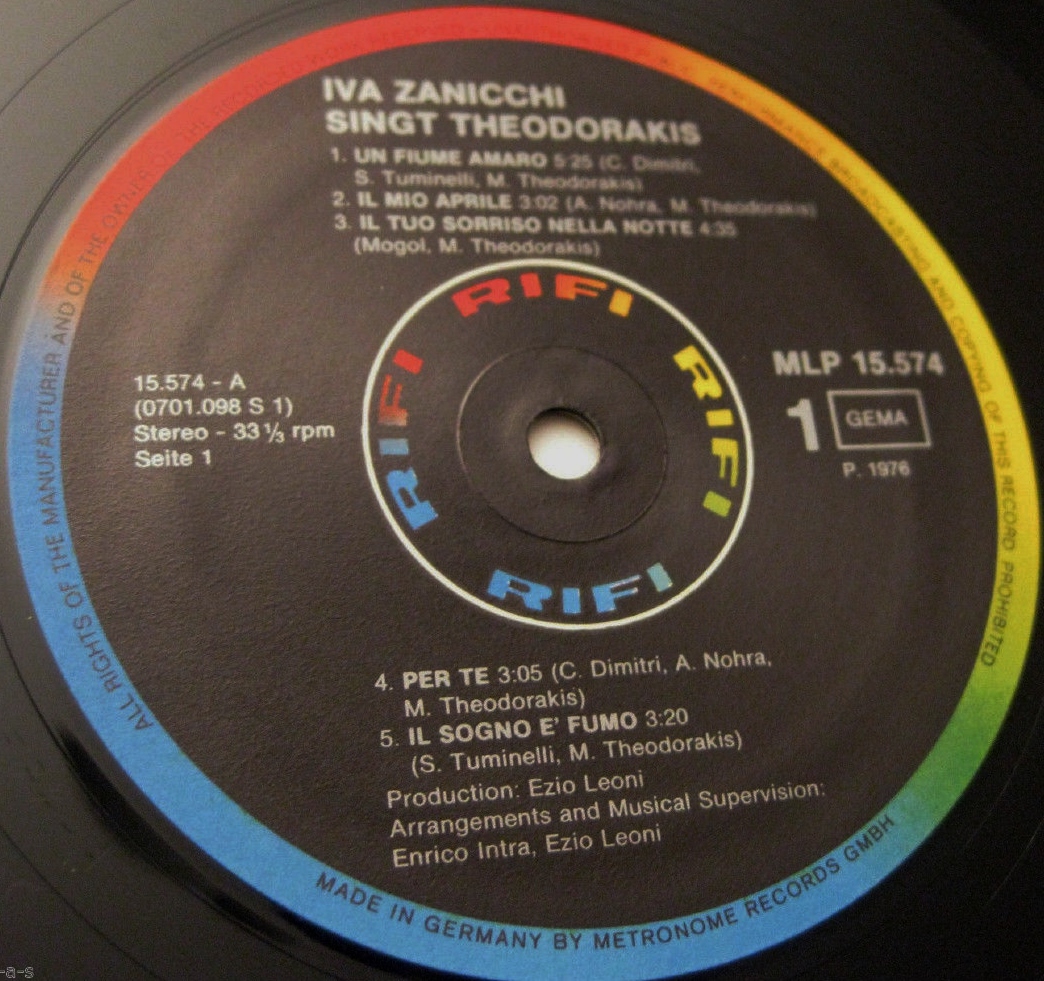 IVA ZANICCHI
SINGT THEODORAKIS
1. UN FIUME AMARO 5:25 (C. Dimitri,
S. Tuminelli, M. Theodorakis)
2. IL MIO APRILE 3:02 (A. Nohra, M. Theodorakis)
3. IL TUO SORRISO NELLA NOTTE 4:35
(Mogol, M. Theodorakis)
RIFI
RIFI
RIFI
RIFI
15.574 - A
(0701.098 S 1)
Stereo - 33 1/3 rpm
Seite 1
MLP 15.574
1 GEMA
P. 1976
4. PER TE 3:05 (C. Dimitri, A. Nohra,
M. Theodorakis)
5. IL SOGNO E' FUMO 3:20
(S. Tuminelli, M. Theodorakis)
Production: Ezio Leoni
Arrangements and Musical Supervision:
Enrico Intra, Ezio Leoni
ALL RIGHTS OF THE MANUFACTURER AND OF THE OWNER OF THE RECORDED BROADCASTING AND COPYING OF THIS RECORD PROHIBITED
MADE IN GERMANY BY METRONOME RECORDS GMBH
-a-s